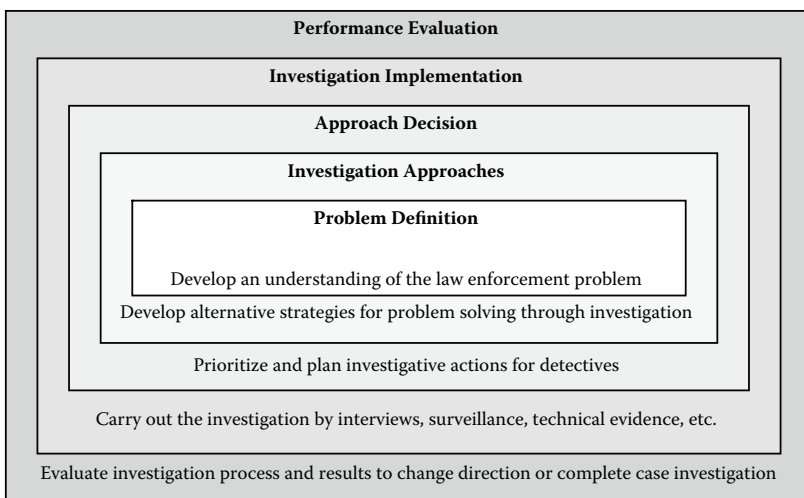 Performance Evaluation
Investigation Implementation
Approach Decision
Investigation Approaches
Problem Definition
Develop an understanding of the law enforcement problem
Develop alternative strategies for problem solving through investigation
Prioritize and plan investigative actions for detectives
Carry out the investigation by interviews, surveillance, technical evidence, etc.
Evaluate investigation process and results to change direction or complete case investigation